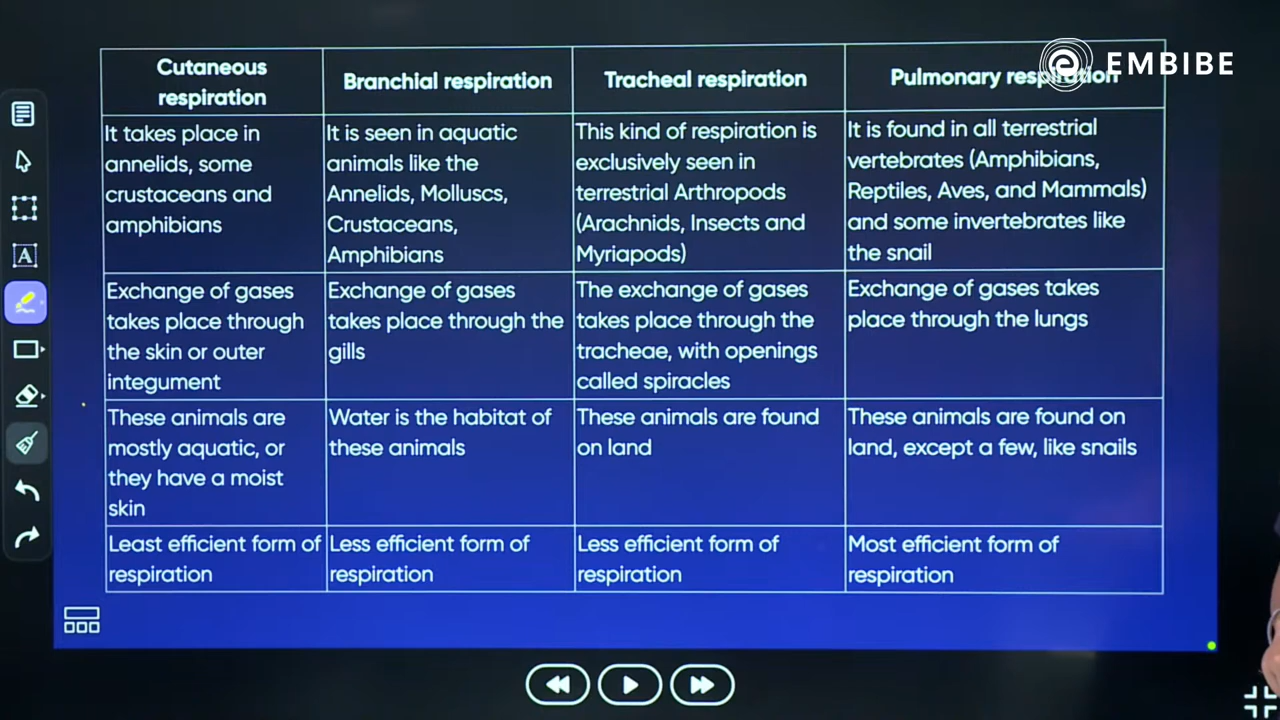 EMBIBE
Cutaneous
respiration
Branchial respiration
Tracheal respiration
Pulmonary respiration
It takes place in
annelids, some
crustaceans and
amphibians
It is seen in aquatic
animals like the
Annelids, Molluscs,
Crustaceans,
Amphibians
This kind of respiration is
exclusively seen in
terrestrial Arthropods
(Arachnids, Insects and
Myriapods)
It is found in all terrestrial
vertebrates (Amphibians,
Reptiles, Aves, and Mammals)
and some invertebrates like
the snail
Exchange of gases
takes place through
the skin or outer
integument
Exchange of gases
takes place through the
gills
The exchange of gases
takes place through the
tracheae, with openings
called spiracles
Exchange of gases takes
place through the lungs
These animals are
mostly aquatic, or
they have a moist
skin
Water is the habitat of
these animals
These animals are found
on land
These animals are found on
land, except a few, like snails
Least efficient form of
respiration
Less efficient form of
respiration
Less efficient form of
respiration
Most efficient form of
respiration
A